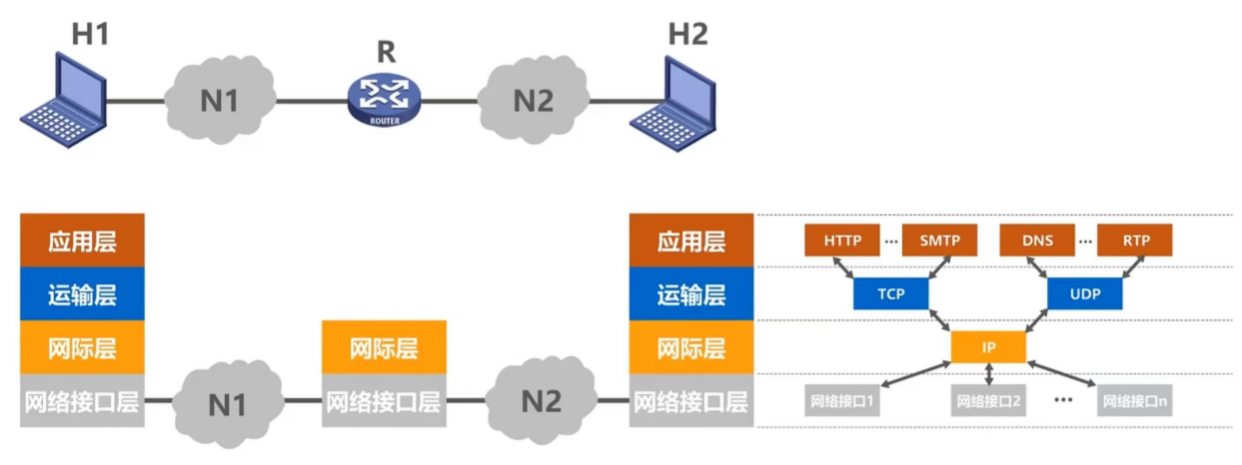 H1
R
H2
N1
N2
ROUTER
应用层
运输层
网际层
网络接口层
N1
网际层
网络接口层
N2
应用层
运输层
网际层
网络接口层
HTTP ··· SMTP DNS ··· RTP
TCP UDP
IP
网络接口1 网络接口2 ··· 网络接口n